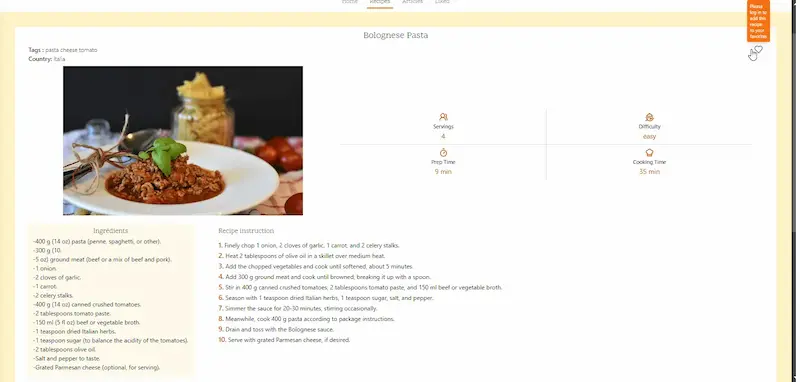 Home Recipes Articles Likes
Please
log in to
add this
recipe
to your
favorites
Bolognese Pasta
Tags : pasta cheese tomato
Country: Italia
Servings
4
Difficulty
easy
Prep Time
9 min
Cooking Time
35 min
Ingredients
-400 g (14 oz) pasta (penne, spaghetti, or other).
-300 g (10.
-5 oz) ground meat (beef or a mix of beef and pork).
-1 onion.
-2 cloves of garlic.
-1 carrot.
-2 celery stalks.
-400 g (14 oz) canned crushed tomatoes.
-2 tablespoons tomato paste.
-150 ml (5 fl oz) beef or vegetable broth.
-1 teaspoon dried Italian herbs.
-1 teaspoon sugar (to balance the acidity of the tomatoes).
-2 tablespoons olive oil.
-Salt and pepper to taste.
-Grated Parmesan cheese (optional, for serving).
Recipe instruction
1. Finely chop 1 onion, 2 cloves of garlic, 1 carrot, and 2 celery stalks.
2. Heat 2 tablespoons of olive oil in a skillet over medium heat.
3. Add the chopped vegetables and cook until softened, about 5 minutes.
4. Add 300 g ground meat and cook until browned, breaking it up with a spoon.
5. Stir in 400 g canned crushed tomatoes, 2 tablespoons tomato paste, and 150 ml beef or vegetable broth.
6. Season with 1 teaspoon dried Italian herbs, 1 teaspoon sugar, salt, and pepper.
7. Simmer the sauce for 20-30 minutes, stirring occasionally.
8. Meanwhile, cook 400 g pasta according to package instructions.
9. Drain and toss with the Bolognese sauce.
10. Serve with grated Parmesan cheese, if desired.